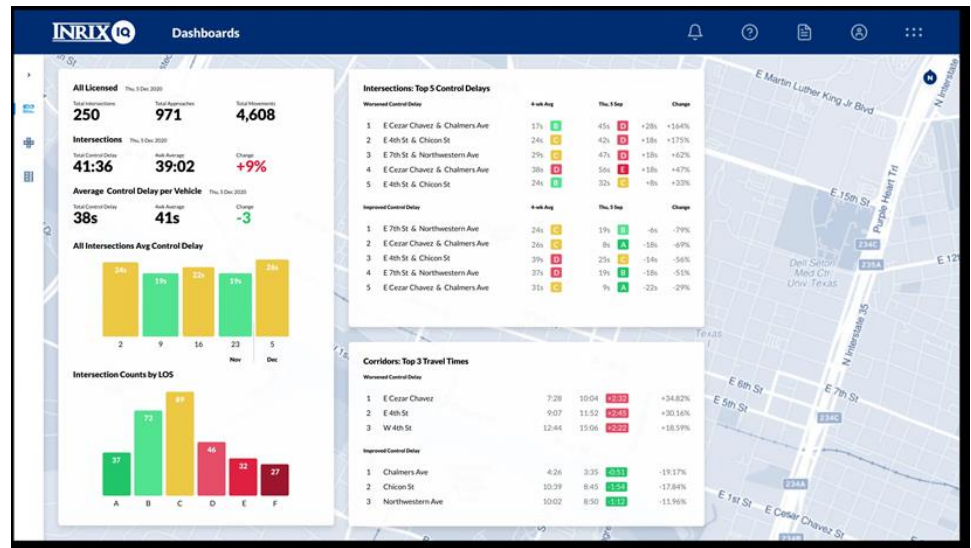 INRIX IQ
Dashboards
All Licensed Thu, 5 Dec 2020
Total Intersections Total Approaches Total Movements
250 971 4,608
Intersections Thu, 5 Dec 2020
Total Control Delay 4wk Average Change
41:36 39:02 +9%
Average Control Delay per Vehicle Thu, 5 Dec 2020
Total Control Delay 4wk Average Change
38s 41s -3
All Intersections Avg Control Delay
24s 19s 22s 19s 26s
2 9 16 23 5
Nov Dec
Intersection Counts by LOS
37 73 89 46 32 27
A B C D E F
Intersections: Top 5 Control Delays
Worsened Control Delay 4-wk Avg Thu, 5 Sep Change
1 E Cezar Chavez & Chalmers Ave 17s B 45s D +28s +164%
2 E 4th St & Chicon St 24s C 42s D +18s +175%
3 E 7th St & Northwestern Ave 29s C 47s D +18s +62%
4 E Cezar Chavez & Chalmers Ave 38s D 56s E +18s +47%
5 E 4th St & Chicon St 24s B 32s C +8s +33%
Improved Control Delay 4-wk Avg Thu, 5 Sep Change
1 E 7th St & Northwestern Ave 24s C 19s B -6s -79%
2 E Cezar Chavez & Chalmers Ave 26s C 8s A -18s -69%
3 E 4th St & Chicon St 39s D 25s C -14s -56%
4 E 7th St & Northwestern Ave 37s D 19s B -18s -51%
5 E Cezar Chavez & Chalmers Ave 31s C 9s A -22s -29%
Corridors: Top 3 Travel Times
Worsened Control Delay
1 E Cezar Chavez 7:28 10:04 +2:32 +34.82%
2 E 4th St 9:07 11:52 +2:45 +30.16%
3 W 4th St 12:44 15:06 +2:22 +18.59%
Improved Control Delay
1 Chalmers Ave 4:26 3:35 -0:51 -19.17%
2 Chicon St 10:39 8:45 -1:54 -17.84%
3 Northwestern Ave 10:02 8:50 -1:12 -11.96%
E Martin Luther King Jr Blvd
N
N Interstate
E 15th St
Purple Heart Trl
234C
235A
E 12t
Dell Seton
Med Ctr
Univ Texas
Texas
N Interstate 35
E 6th St
E 7th St
E 5th St
234C
234A
E 1st St
E Cesar Chavez St